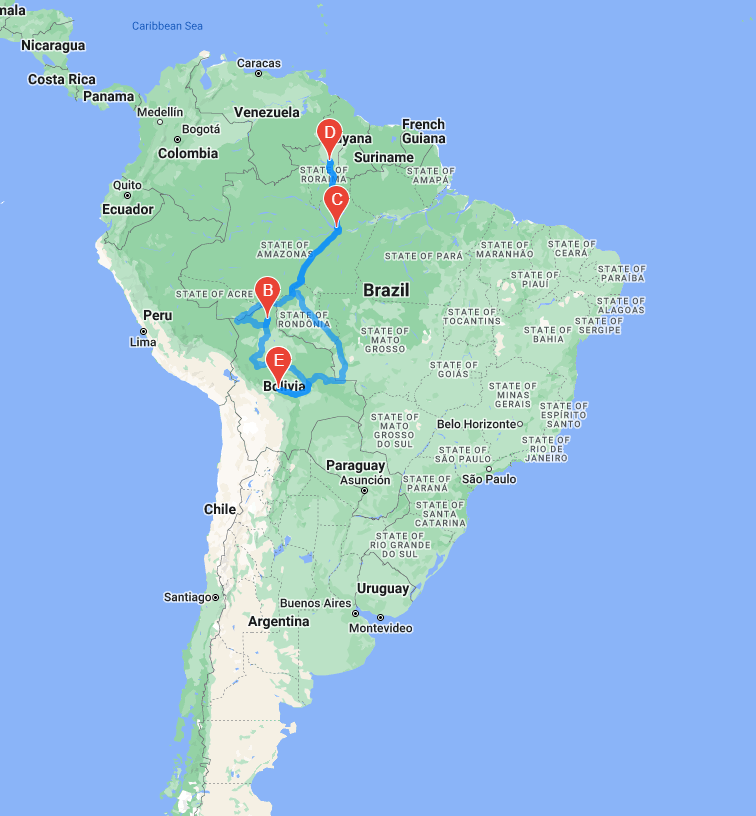 mala
Caribbean Sea
Nicaragua
Caracas
Costa Rica
Panama
Medellín
Venezuela
French
Guiana
Bogotá
Colombia
D
yana
Suriname
STATE OF
RORAIMA
STATE OF
AMAPÁ
Quito
Ecuador
C
STATE OF
AMAZONAS
STATE OF PARÁ
STATE OF
MARANHÃO
STATE OF
CEARÁ
STATE OF
PARAÍBA
STATE OF
PIAUÍ
STATE OF ACRE
B
Brazil
STATE OF
ALAGOAS
STATE OF
SERGIPE
Peru
Lima
STATE OF
RONDÔNIA
STATE OF
TOCANTINS
STATE OF
BAHIA
STATE OF
MATO
GROSSO
E
Bolivia
STATE OF
GOIÁS
STATE OF
MINAS
GERAIS
STATE OF
MATO
GROSSO
DO SUL
Belo Horizonte
STATE OF
ESPÍRITO
SANTO
STATE OF
RIO DE
JANEIRO
STATE OF
SÃO PAULO
São Paulo
Paraguay
Asunción
STATE OF
PARANÁ
Chile
STATE OF
SANTA
CATARINA
STATE OF
RIO GRANDE
DO SUL
Uruguay
Santiago
Buenos Aires
Argentina
Montevideo